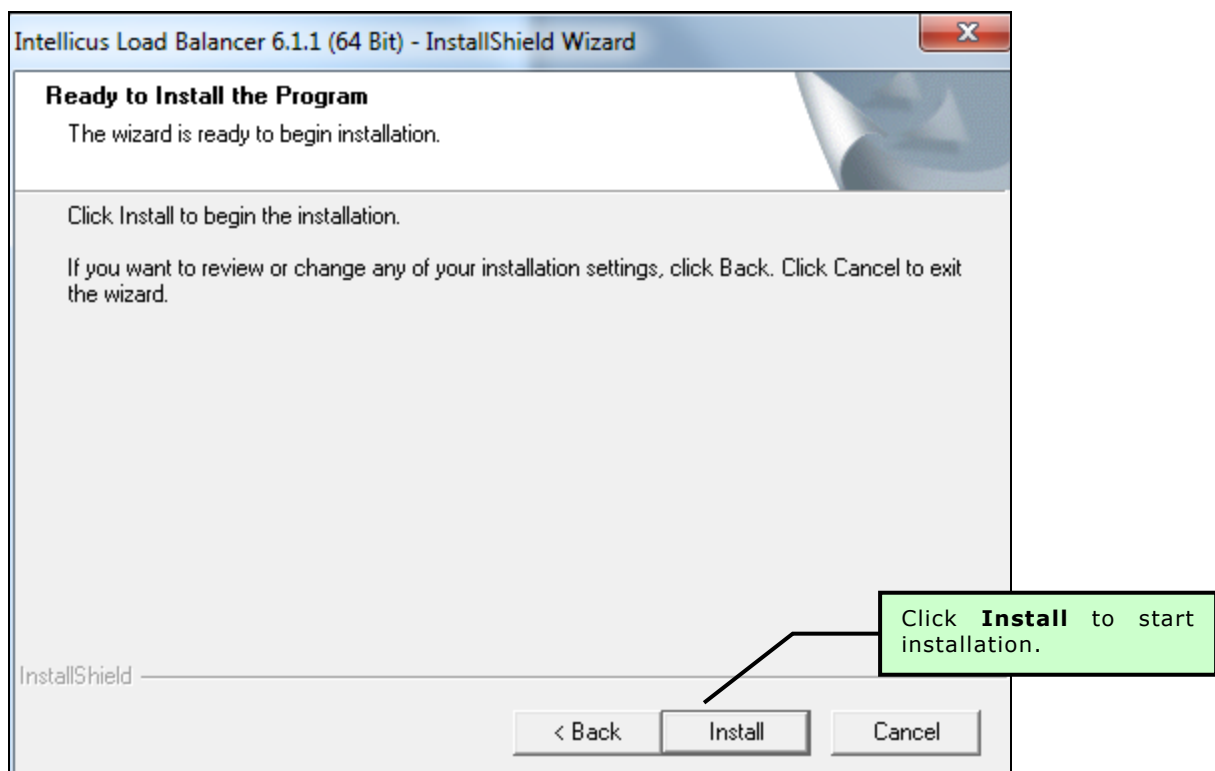 Intellicus Load Balancer 6.1.1 (64 Bit) - InstallShield Wizard
Ready to Install the Program
The wizard is ready to begin installation.
Click Install to begin the installation.
If you want to review or change any of your installation settings, click Back. Click Cancel to exit
the wizard.
Click Install to start
installation.
InstallShield
< Back Install Cancel